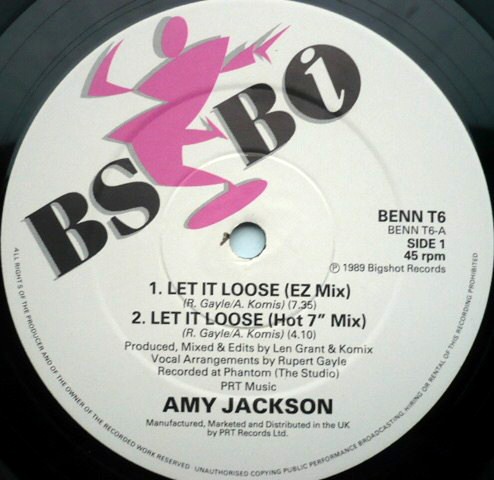 BS Bi
BENN T6
BENN T6-A
SIDE 1
45 rpm
℗ 1989 Bigshot Records
1. LET IT LOOSE (EZ Mix)
(R. Gayle/A. Komis) (7.35)
2. LET IT LOOSE (Hot 7" Mix)
(R. Gayle/A. Komis) (4.10)
Produced, Mixed & Edits by Len Grant & Komix
Vocal Arrangements by Rupert Gayle
Recorded at Phantom (The Studio)
PRT Music
AMY JACKSON
Manufactured, Marketed and Distributed in the UK
by PRT Records Ltd.
ALL RIGHTS OF THE PRODUCER AND OF THE OWNER OF THE RECORDED WORK RESERVED. UNAUTHORISED COPYING PUBLIC PERFORMANCE BROADCASTING, HIRING OR RENTAL OF THIS RECORDING PROHIBITED